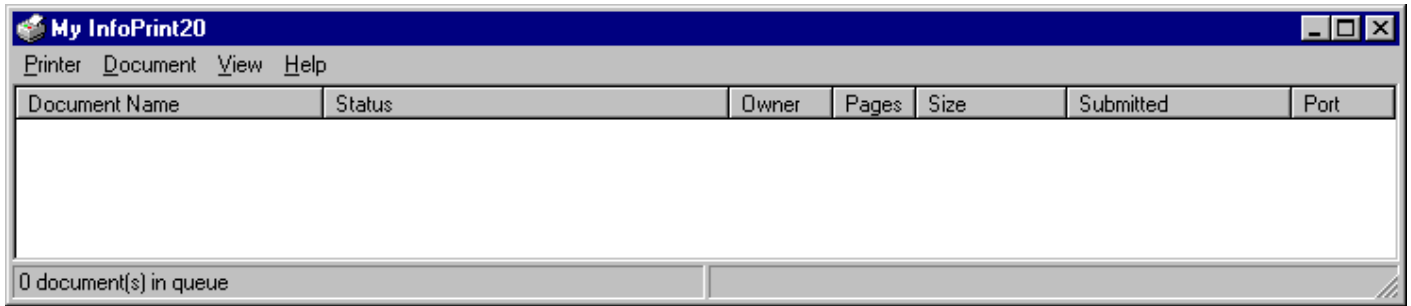 My InfoPrint20
Printer Document View Help
Document Name Status Owner Pages Size Submitted Port
0 document(s) in queue